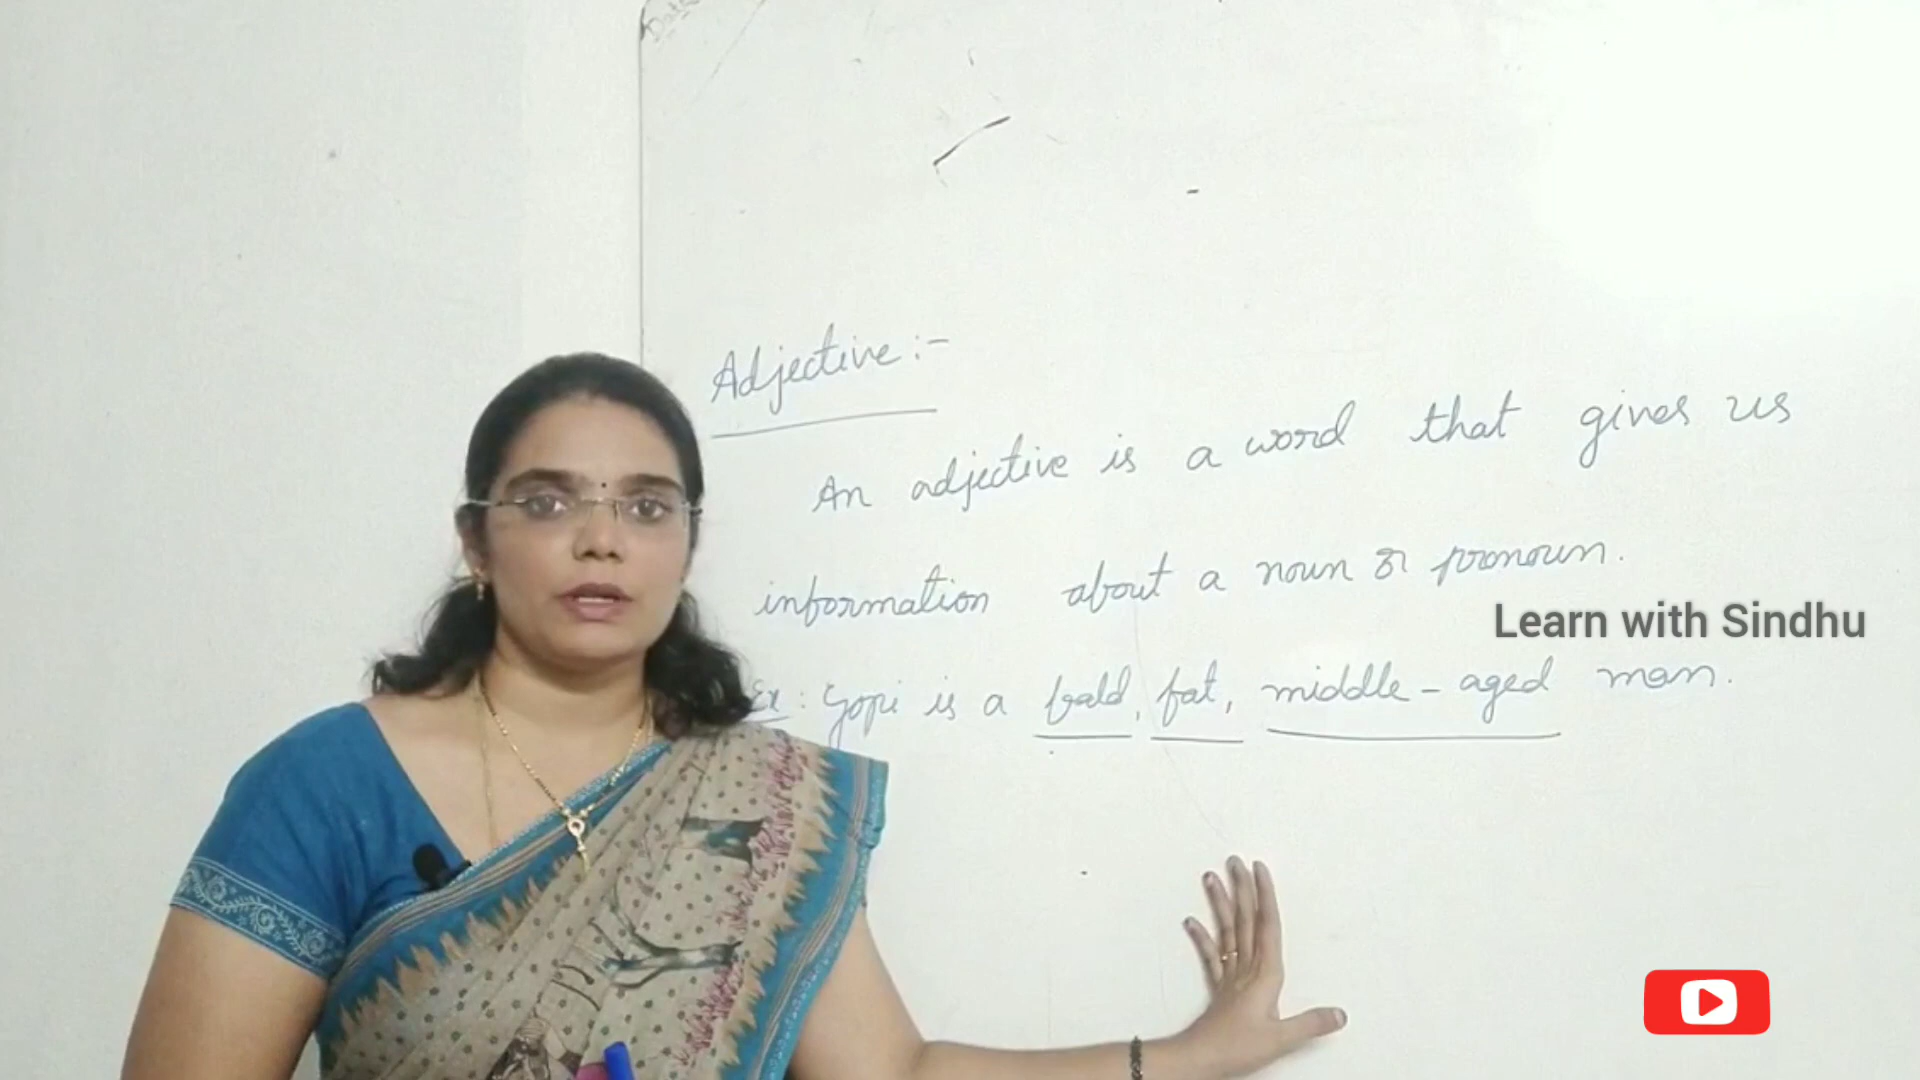 Date
Adjective :-
An adjective is a word that gives us
information about a noun or pronoun.
Learn with Sindhu
Ex : Gopi is a bald, fat, middle-aged man.